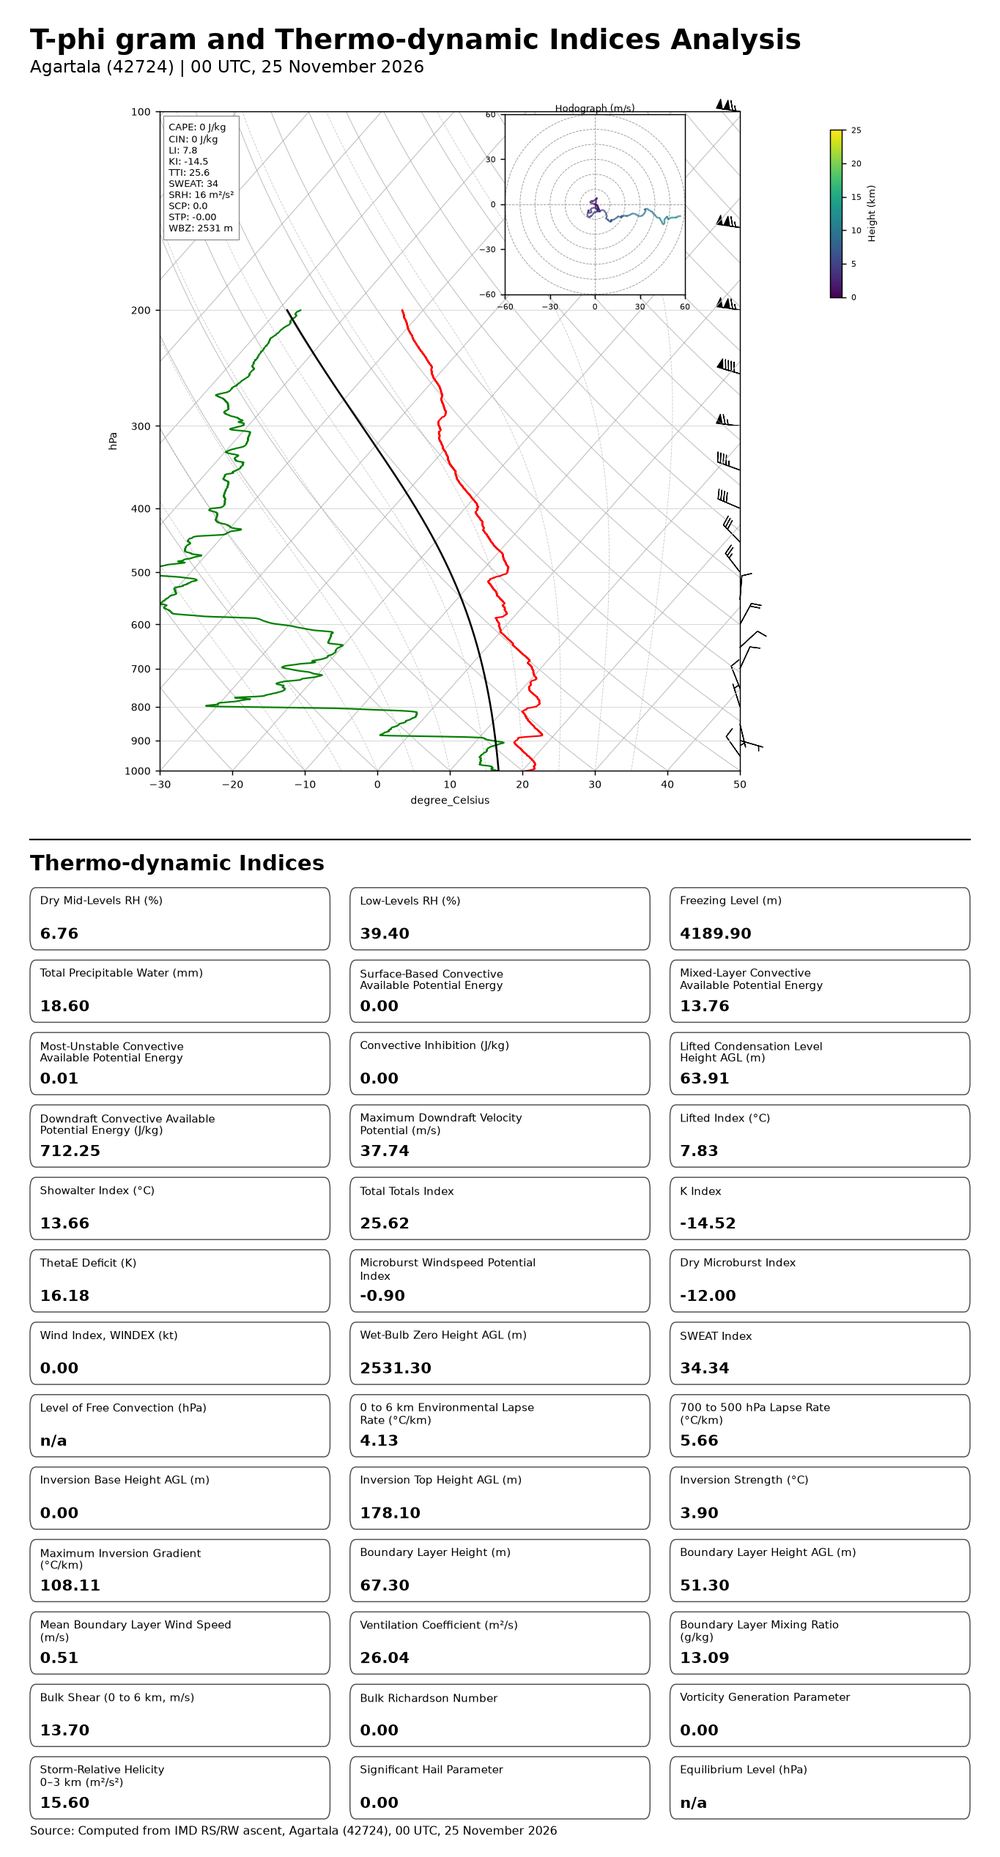 T-phi gram and Thermo-dynamic Indices Analysis
Agartala (42724) | 00 UTC, 25 November 2026
CAPE: 0 J/kg
CIN: 0 J/kg
LI: 7.8
KI: -14.5
TTI: 25.6
SWEAT: 34
SRH: 16 m²/s²
SCP: 0.0
STP: -0.00
WBZ: 2531 m
Hodograph (m/s)
60
30
0
−30
−60
−60 −30 0 30 60
25
20
15
10
5
0
Height (km)
100
200
300
400
500
600
700
800
900
1000
hPa
−30 −20 −10 0 10 20 30 40 50
degree_Celsius
Thermo-dynamic Indices
Dry Mid-Levels RH (%)
6.76
Low-Levels RH (%)
39.40
Freezing Level (m)
4189.90
Total Precipitable Water (mm)
18.60
Surface-Based Convective
Available Potential Energy
0.00
Mixed-Layer Convective
Available Potential Energy
13.76
Most-Unstable Convective
Available Potential Energy
0.01
Convective Inhibition (J/kg)
0.00
Lifted Condensation Level
Height AGL (m)
63.91
Downdraft Convective Available
Potential Energy (J/kg)
712.25
Maximum Downdraft Velocity
Potential (m/s)
37.74
Lifted Index (°C)
7.83
Showalter Index (°C)
13.66
Total Totals Index
25.62
K Index
-14.52
ThetaE Deficit (K)
16.18
Microburst Windspeed Potential
Index
-0.90
Dry Microburst Index
-12.00
Wind Index, WINDEX (kt)
0.00
Wet-Bulb Zero Height AGL (m)
2531.30
SWEAT Index
34.34
Level of Free Convection (hPa)
n/a
0 to 6 km Environmental Lapse
Rate (°C/km)
4.13
700 to 500 hPa Lapse Rate
(°C/km)
5.66
Inversion Base Height AGL (m)
0.00
Inversion Top Height AGL (m)
178.10
Inversion Strength (°C)
3.90
Maximum Inversion Gradient
(°C/km)
108.11
Boundary Layer Height (m)
67.30
Boundary Layer Height AGL (m)
51.30
Mean Boundary Layer Wind Speed
(m/s)
0.51
Ventilation Coefficient (m²/s)
26.04
Boundary Layer Mixing Ratio
(g/kg)
13.09
Bulk Shear (0 to 6 km, m/s)
13.70
Bulk Richardson Number
0.00
Vorticity Generation Parameter
0.00
Storm-Relative Helicity
0–3 km (m²/s²)
15.60
Significant Hail Parameter
0.00
Equilibrium Level (hPa)
n/a
Source: Computed from IMD RS/RW ascent, Agartala (42724), 00 UTC, 25 November 2026